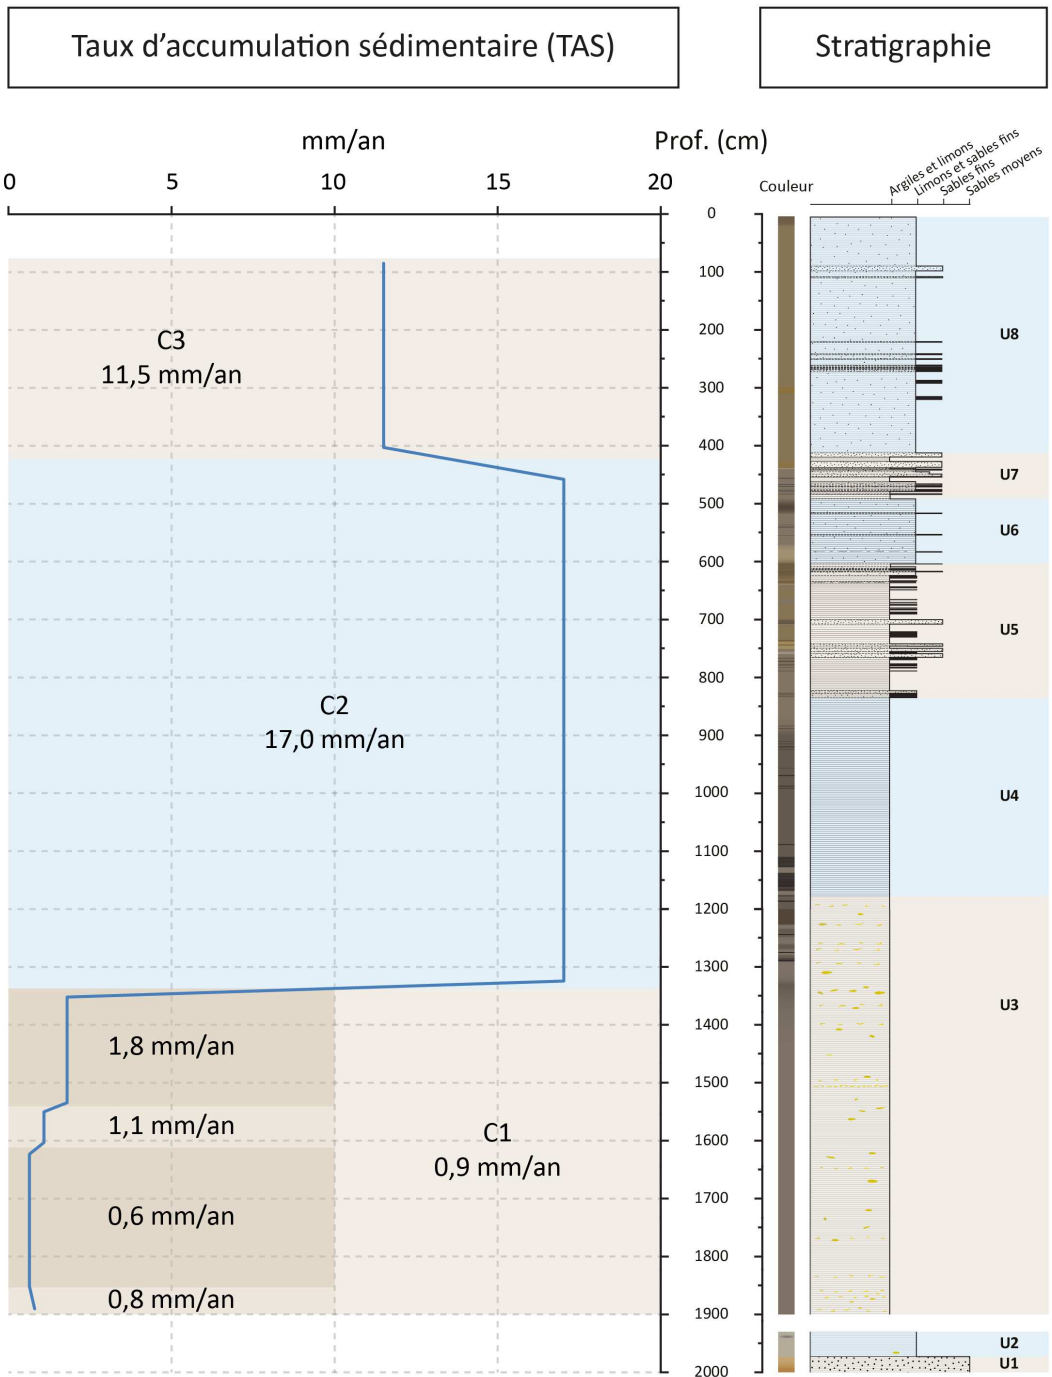 Taux d’accumulation sédimentaire (TAS)
Stratigraphie
mm/an
Prof. (cm)
0 5 10 15 20
Couleur
Argiles et limons
Limons et sables fins
Sables fins
Sables moyens
0
100
200
300
400
500
600
700
800
900
1000
1100
1200
1300
1400
1500
1600
1700
1800
1900
2000
C3
11,5 mm/an
C2
17,0 mm/an
1,8 mm/an
1,1 mm/an
C1
0,9 mm/an
0,6 mm/an
0,8 mm/an
U8
U7
U6
U5
U4
U3
U2
U1